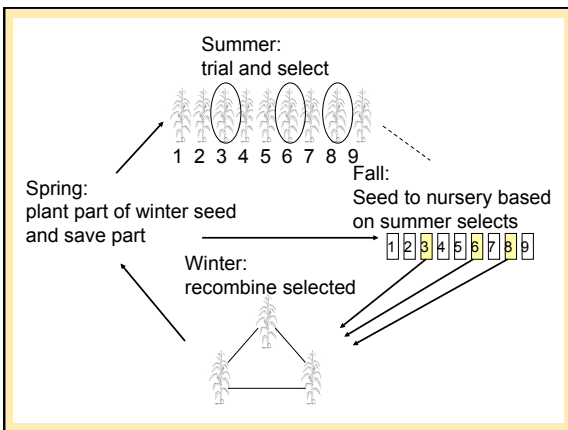 Summer:
trial and select
1 2 3 4 5 6 7 8 9
Spring:
plant part of winter seed
and save part
Fall:
Seed to nursery based
on summer selects
1 2 3 4 5 6 7 8 9
Winter:
recombine selected